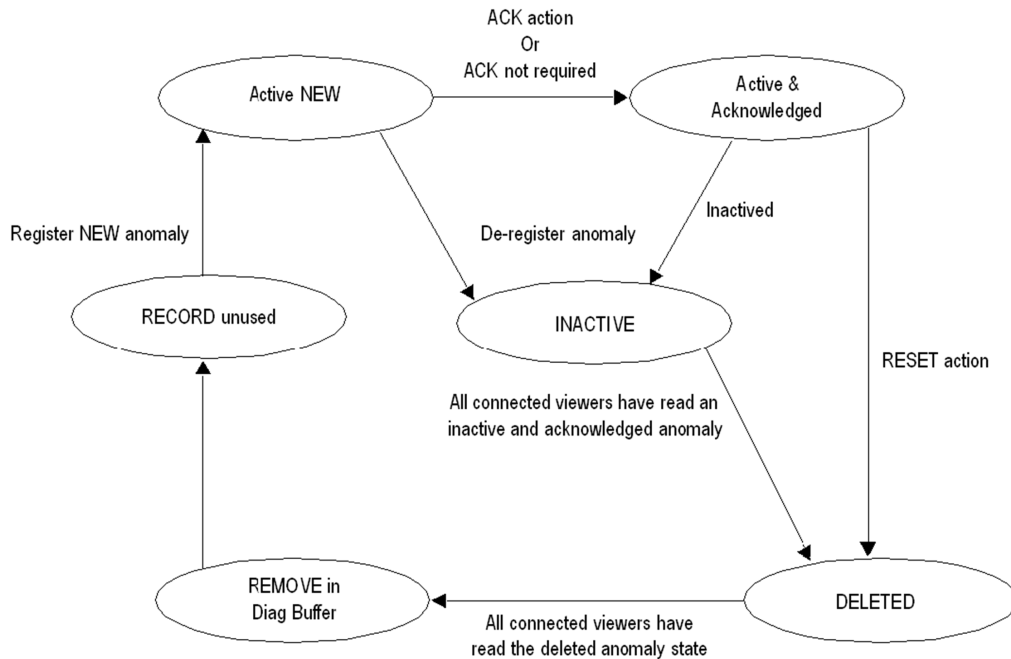 ACK action
Or
ACK not required
Active NEW
Active &
Acknowledged
Register NEW anomaly
De-register anomaly
Inactived
RECORD unused
INACTIVE
RESET action
All connected viewers have read an
inactive and acknowledged anomaly
REMOVE in
Diag Buffer
DELETED
All connected viewers have
read the deleted anomaly state